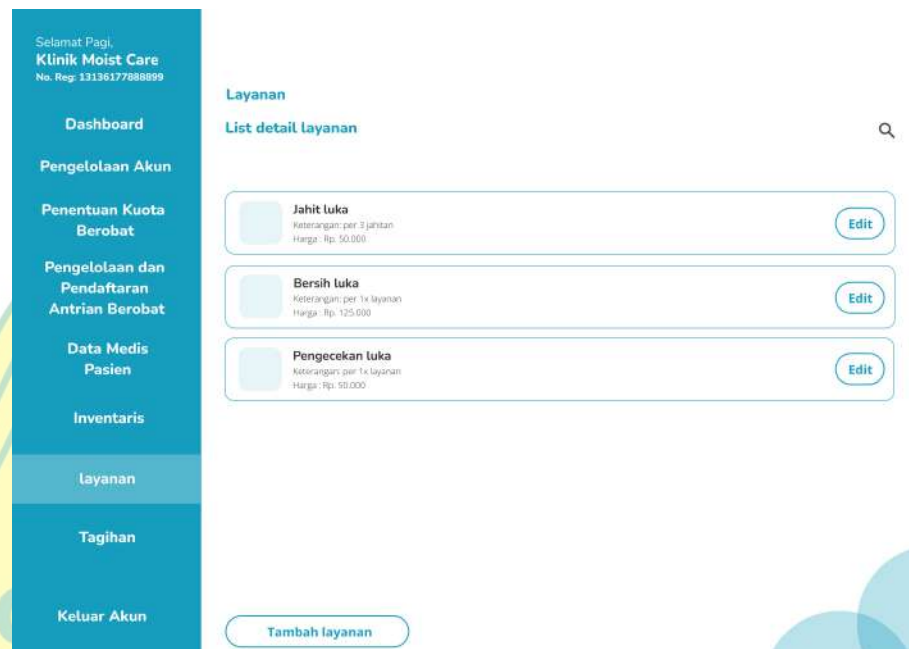 Selamat Pagi,
Klinik Moist Care
No. Reg: 13136177888899
Dashboard
Pengelolaan Akun
Penentuan Kuota
Berobat
Pengelolaan dan
Pendaftaran
Antrian Berobat
Data Medis
Pasien
Inventaris
layanan
Tagihan
Keluar Akun
Layanan
List detail layanan
Jahit luka
Keterangan: per 3 jahitan
Harga : Rp. 50.000
Edit
Bersih luka
Keterangan: per 1x layanan
Harga : Rp. 125.000
Edit
Pengecekan luka
Keterangan: per 1x layanan
Harga : Rp. 50.000
Edit
Tambah layanan